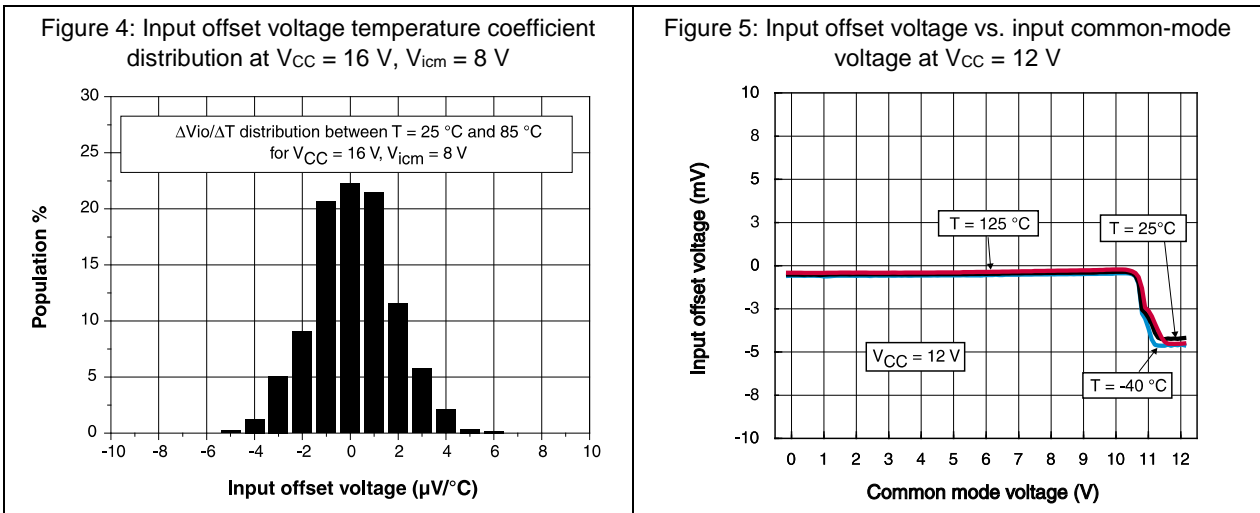 Figure 4: Input offset voltage temperature coefficient
distribution at VCC = 16 V, Vicm = 8 V
30
25
20
15
10
5
0
Population %
ΔVio/ΔT distribution between T = 25 °C and 85 °C
for VCC = 16 V, Vicm = 8 V
-10 -8 -6 -4 -2 0 2 4 6 8 10
Input offset voltage (µV/°C)
Figure 5: Input offset voltage vs. input common-mode
voltage at VCC = 12 V
10
8
5
3
0
-3
-5
-8
-10
Input offset voltage (mV)
T = 125 °C
T = 25°C
VCC = 12 V
T = -40 °C
0 1 2 3 4 5 6 7 8 9 10 11 12
Common mode voltage (V)